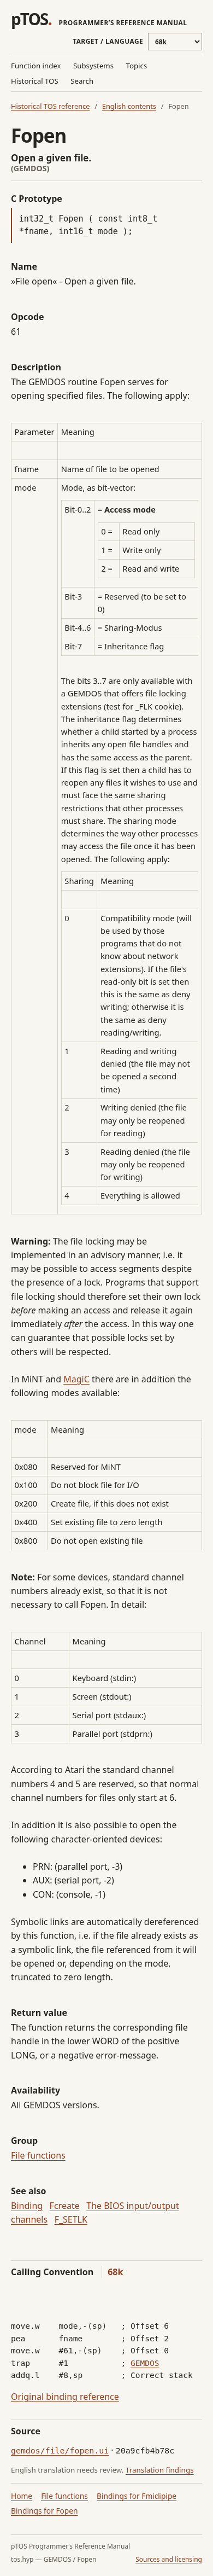 pTOS. PROGRAMMER'S REFERENCE MANUAL
TARGET / LANGUAGE 68k
Function index Subsystems Topics
Historical TOS Search
Historical TOS reference / English contents / Fopen
Fopen
Open a given file.
(GEMDOS)
C Prototype
int32_t Fopen ( const int8_t
*fname, int16_t mode );
Name
»File open« - Open a given file.
Opcode
61
Description
The GEMDOS routine Fopen serves for
opening specified files. The following apply:
Parameter Meaning
fname Name of file to be opened
mode Mode, as bit-vector:
Bit-0..2 = Access mode
0 = Read only
1 = Write only
2 = Read and write
Bit-3 = Reserved (to be set to
0)
Bit-4..6 = Sharing-Modus
Bit-7 = Inheritance flag
The bits 3..7 are only available with
a GEMDOS that offers file locking
extensions (test for _FLK cookie).
The inheritance flag determines
whether a child started by a process
inherits any open file handles and
has the same access as the parent.
If this flag is set then a child has to
reopen any files it wishes to use and
must face the same sharing
restrictions that other processes
must share. The sharing mode
determines the way other processes
may access the file once it has been
opened. The following apply:
Sharing Meaning
0 Compatibility mode (will
be used by those
programs that do not
know about network
extensions). If the file's
read-only bit is set then
this is the same as deny
writing; otherwise it is
the same as deny
reading/writing.
1 Reading and writing
denied (the file may not
be opened a second
time)
2 Writing denied (the file
may only be reopened
for reading)
3 Reading denied (the file
may only be reopened
for writing)
4 Everything is allowed
Warning: The file locking may be
implemented in an advisory manner, i.e. it
may be possible to access segments despite
the presence of a lock. Programs that support
file locking should therefore set their own lock
before making an access and release it again
immediately after the access. In this way one
can guarantee that possible locks set by
others will be respected.
In MiNT and MagiC there are in addition the
following modes available:
mode Meaning
0x080 Reserved for MiNT
0x100 Do not block file for I/O
0x200 Create file, if this does not exist
0x400 Set existing file to zero length
0x800 Do not open existing file
Note: For some devices, standard channel
numbers already exist, so that it is not
necessary to call Fopen. In detail:
Channel Meaning
0 Keyboard (stdin:)
1 Screen (stdout:)
2 Serial port (stdaux:)
3 Parallel port (stdprn:)
According to Atari the standard channel
numbers 4 and 5 are reserved, so that normal
channel numbers for files only start at 6.
In addition it is also possible to open the
following character-oriented devices:
• PRN: (parallel port, -3)
• AUX: (serial port, -2)
• CON: (console, -1)
Symbolic links are automatically dereferenced
by this function, i.e. if the file already exists as
a symbolic link, the file referenced from it will
be opened or, depending on the mode,
truncated to zero length.
Return value
The function returns the corresponding file
handle in the lower WORD of the positive
LONG, or a negative error-message.
Availability
All GEMDOS versions.
Group
File functions
See also
Binding Fcreate The BIOS input/output
channels F_SETLK
Calling Convention 68k
move.w mode,-(sp) ; Offset 6
pea fname ; Offset 2
move.w #61,-(sp) ; Offset 0
trap #1 ; GEMDOS
addq.l #8,sp ; Correct stack
Original binding reference
Source
gemdos/file/fopen.ui · 20a9cfb4b78c
English translation needs review. Translation findings
Home File functions Bindings for Fmidipipe
Bindings for Fopen
pTOS Programmer's Reference Manual
tos.hyp — GEMDOS / Fopen Sources and licensing